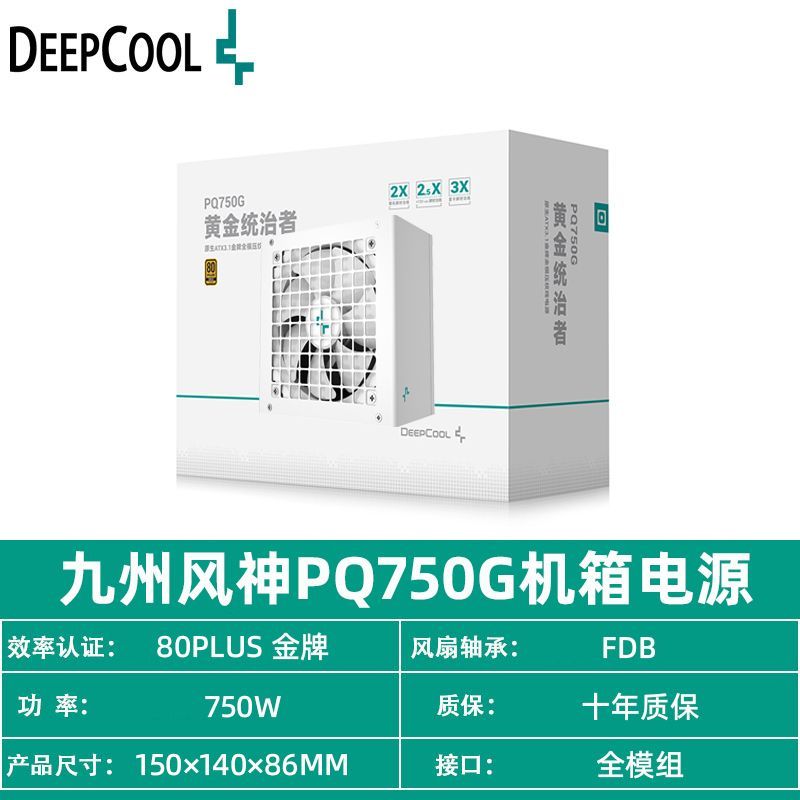 DEEPCOOL
PQ750G
黄金统治者
2X
2.5X
3X
80
PQ750G
黄金统治者
DEEPCOOL
九州风神PQ750G机箱电源
效率认证: 80PLUS 金牌
风扇轴承: FDB
功 率: 750W
质保: 十年质保
产品尺寸: 150×140×86MM
接口: 全模组